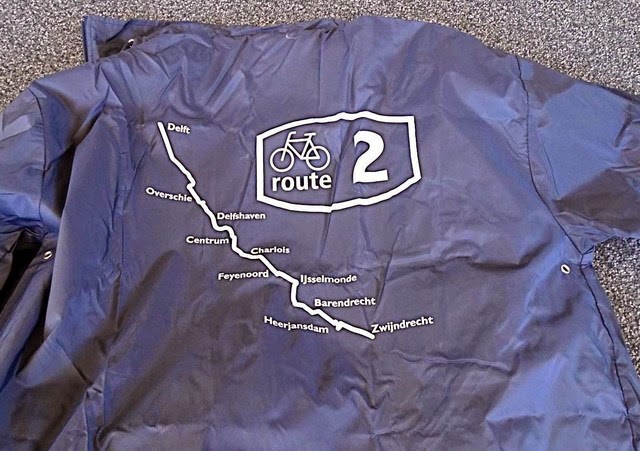 Delft
2
route
Overschie
Delfshaven
Centrum
Charlois
Feyenoord
IJsselmonde
Barendrecht
Heerjansdam
Zwijndrecht